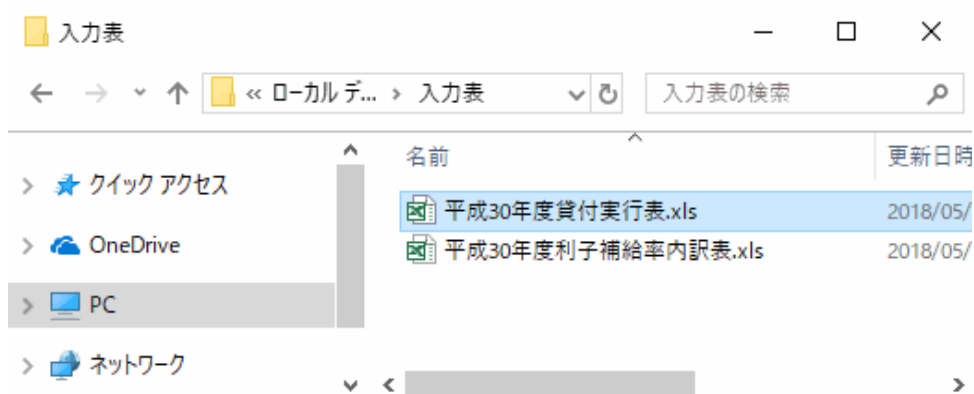 入力表
« ローカル デ... › 入力表
入力表の検索
名前
更新日時
クイック アクセス
平成30年度貸付実行表.xls
2018/05/
OneDrive
平成30年度利子補給率内訳表.xls
2018/05/
PC
ネットワーク